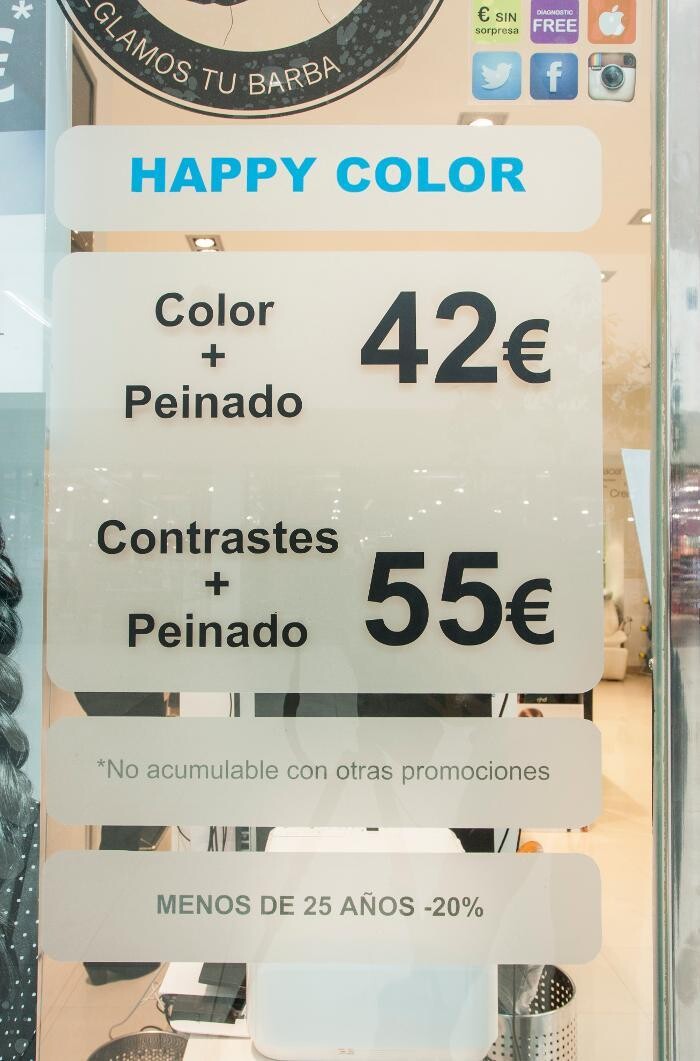 *
€
EGLAMOS TU BARBA
€ SIN
sorpresa
DIAGNOSTIC
FREE
HAPPY COLOR
Color
+
Peinado
42€
Contrastes
+
Peinado
55€
*No acumulable con otras promociones
MENOS DE 25 AÑOS -20%